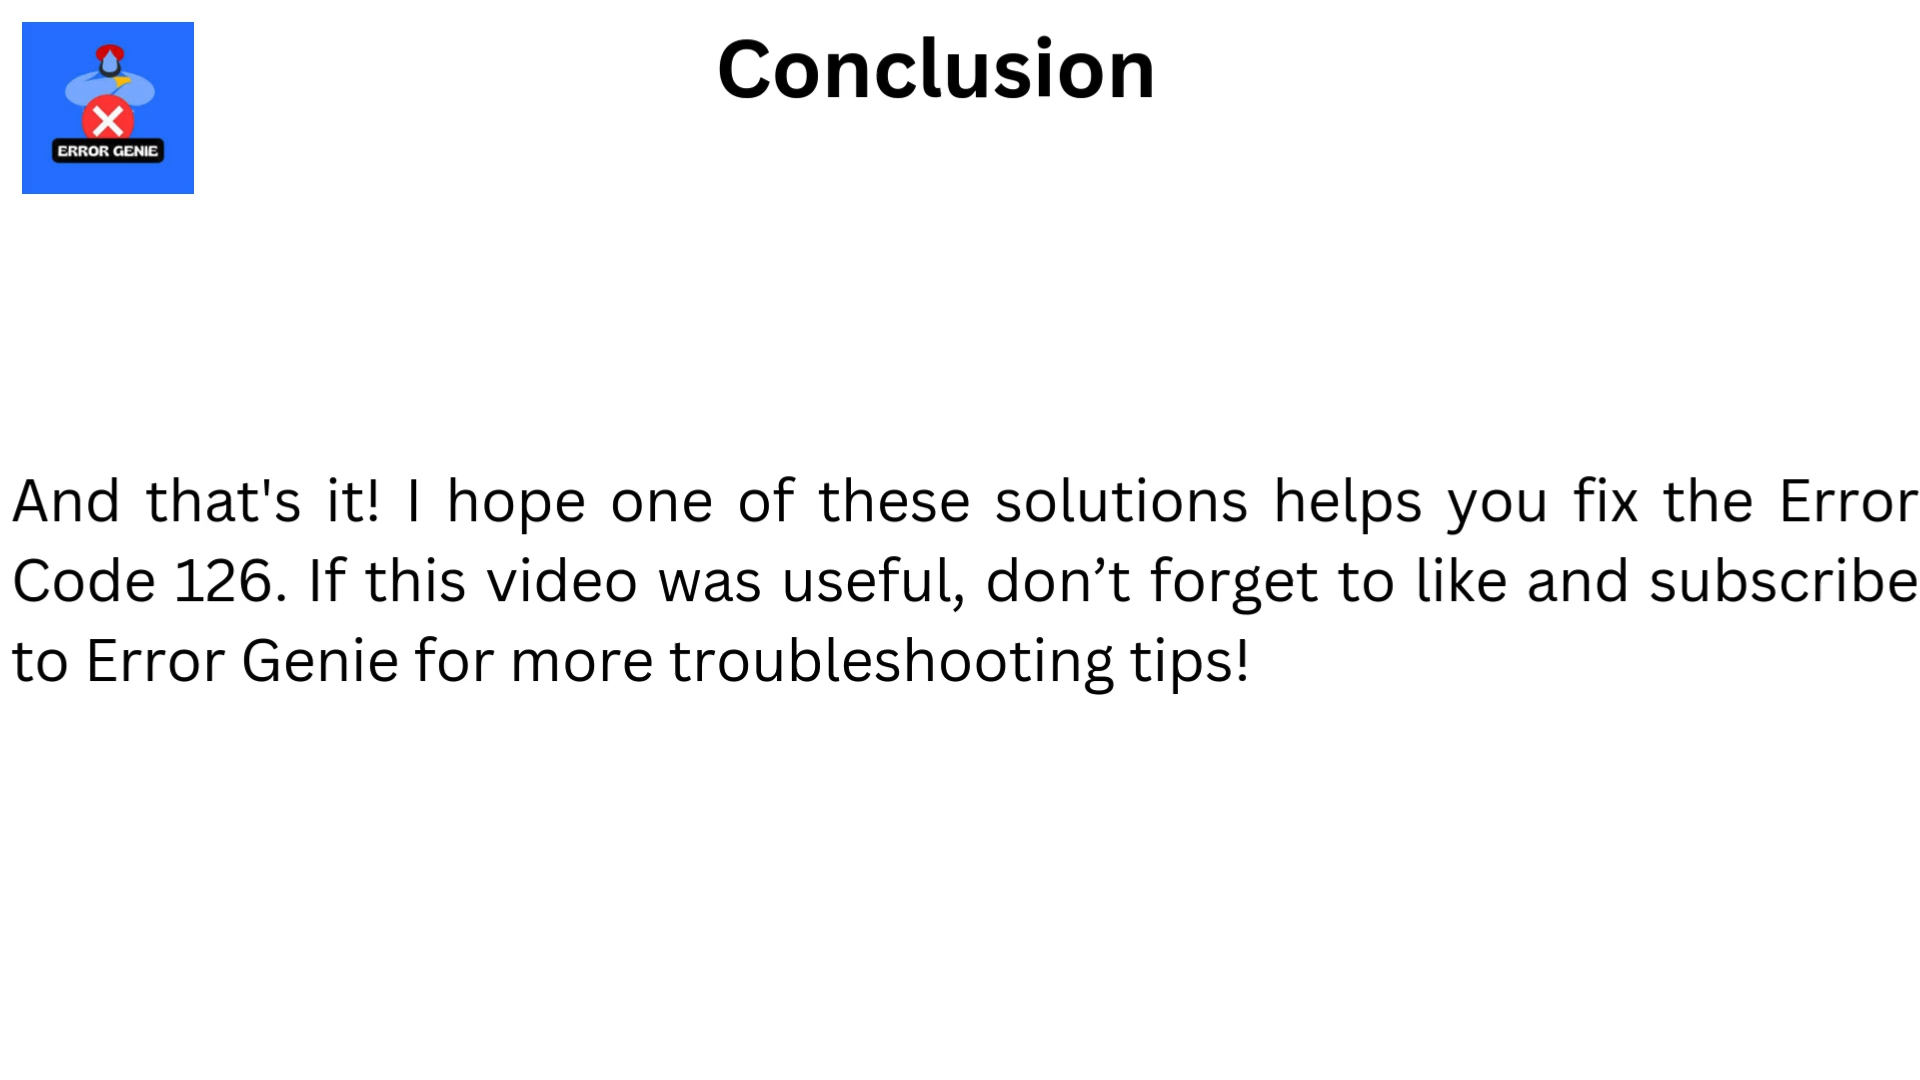 ERROR GENIE
Conclusion
And that's it! I hope one of these solutions helps you fix the Error
Code 126. If this video was useful, don’t forget to like and subscribe
to Error Genie for more troubleshooting tips!